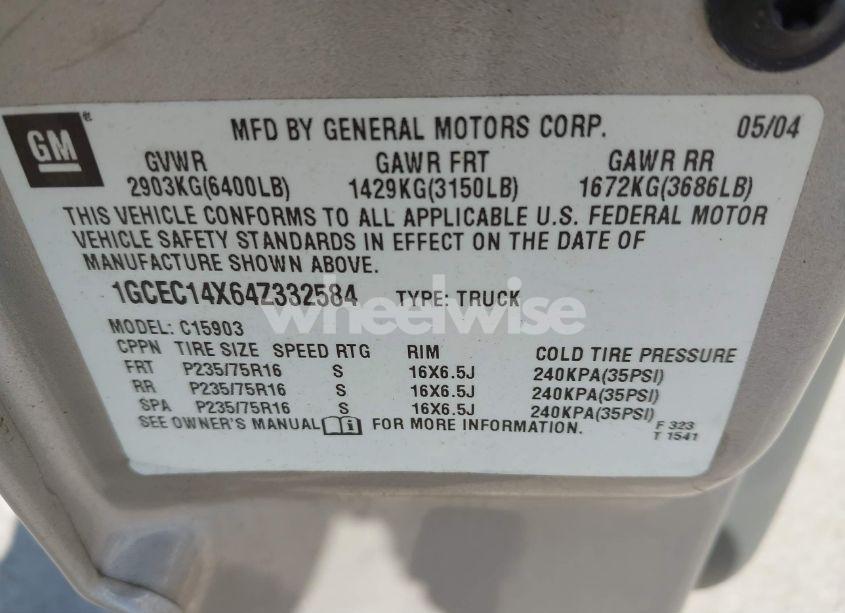 GM
MFD BY GENERAL MOTORS CORP. 05/04
GVWR GAWR FRT GAWR RR
2903KG(6400LB) 1429KG(3150LB) 1672KG(3686LB)
THIS VEHICLE CONFORMS TO ALL APPLICABLE U.S. FEDERAL MOTOR
VEHICLE SAFETY STANDARDS IN EFFECT ON THE DATE OF
MANUFACTURE SHOWN ABOVE.
1GCEC14X64Z332584 TYPE: TRUCK
wheelwise
MODEL: C15903
CPPN TIRE SIZE SPEED RTG RIM COLD TIRE PRESSURE
FRT P235/75R16 S 16X6.5J 240KPA(35PSI)
RR P235/75R16 S 16X6.5J 240KPA(35PSI)
SPA P235/75R16 S 16X6.5J 240KPA(35PSI)
SEE OWNER'S MANUAL FOR MORE INFORMATION.
F 323
T 1541